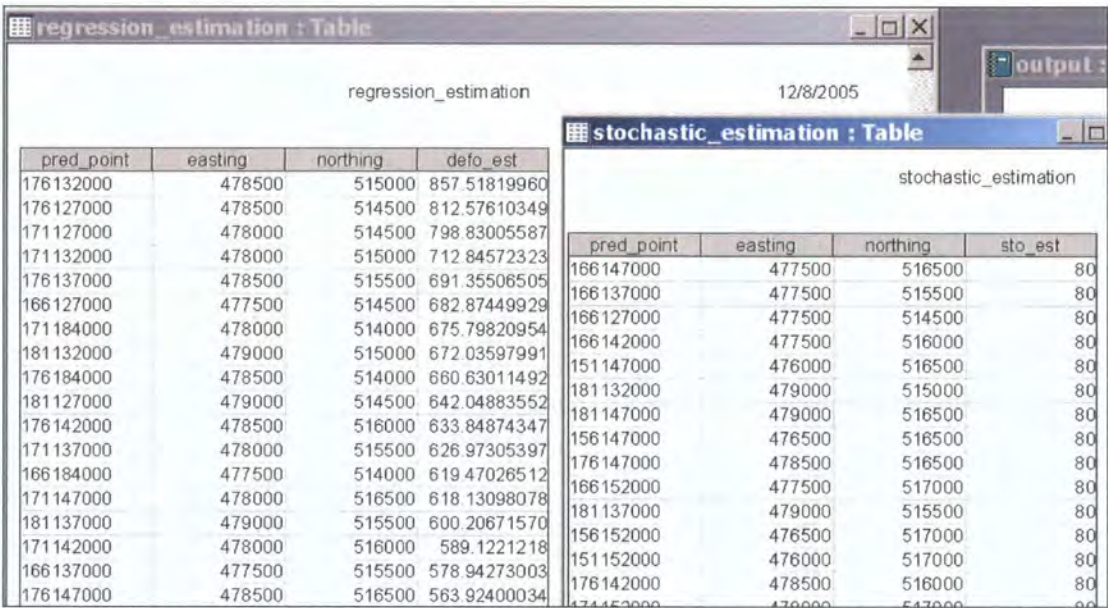 regression_estimation : Table
regression_estimation 12/8/2005
pred_point easting northing defo_est
176132000 478500 515000 857.51819960
176127000 478500 514500 812.57610349
171127000 478000 514500 798.83005587
171132000 478000 515000 712.84572323
176137000 478500 515500 691.35506505
166127000 477500 514500 682.87449929
171184000 478000 514000 675.79820954
181132000 479000 515000 672.03597991
176184000 478500 514000 660.63011492
181127000 479000 514500 642.04883552
176142000 478500 516000 633.84874347
171137000 478000 515500 626.97305397
166184000 477500 514000 619.47026512
171147000 478000 516500 618.13098078
181137000 479000 515500 600.20671570
171142000 478000 516000 589.1221218
166137000 477500 515500 578.94273003
176147000 478500 516500 563.92400034
output :
stochastic_estimation : Table
stochastic_estimation
pred_point easting northing sto_est
166147000 477500 516500 80
166137000 477500 515500 80
166127000 477500 514500 80
166142000 477500 516000 80
151147000 476000 516500 80
181132000 479000 515000 80
181147000 479000 516500 80
156147000 476500 516500 80
176147000 478500 516500 80
166152000 477500 517000 80
181137000 479000 515500 80
156152000 476500 517000 80
151152000 476000 517000 80
176142000 478500 516000 80